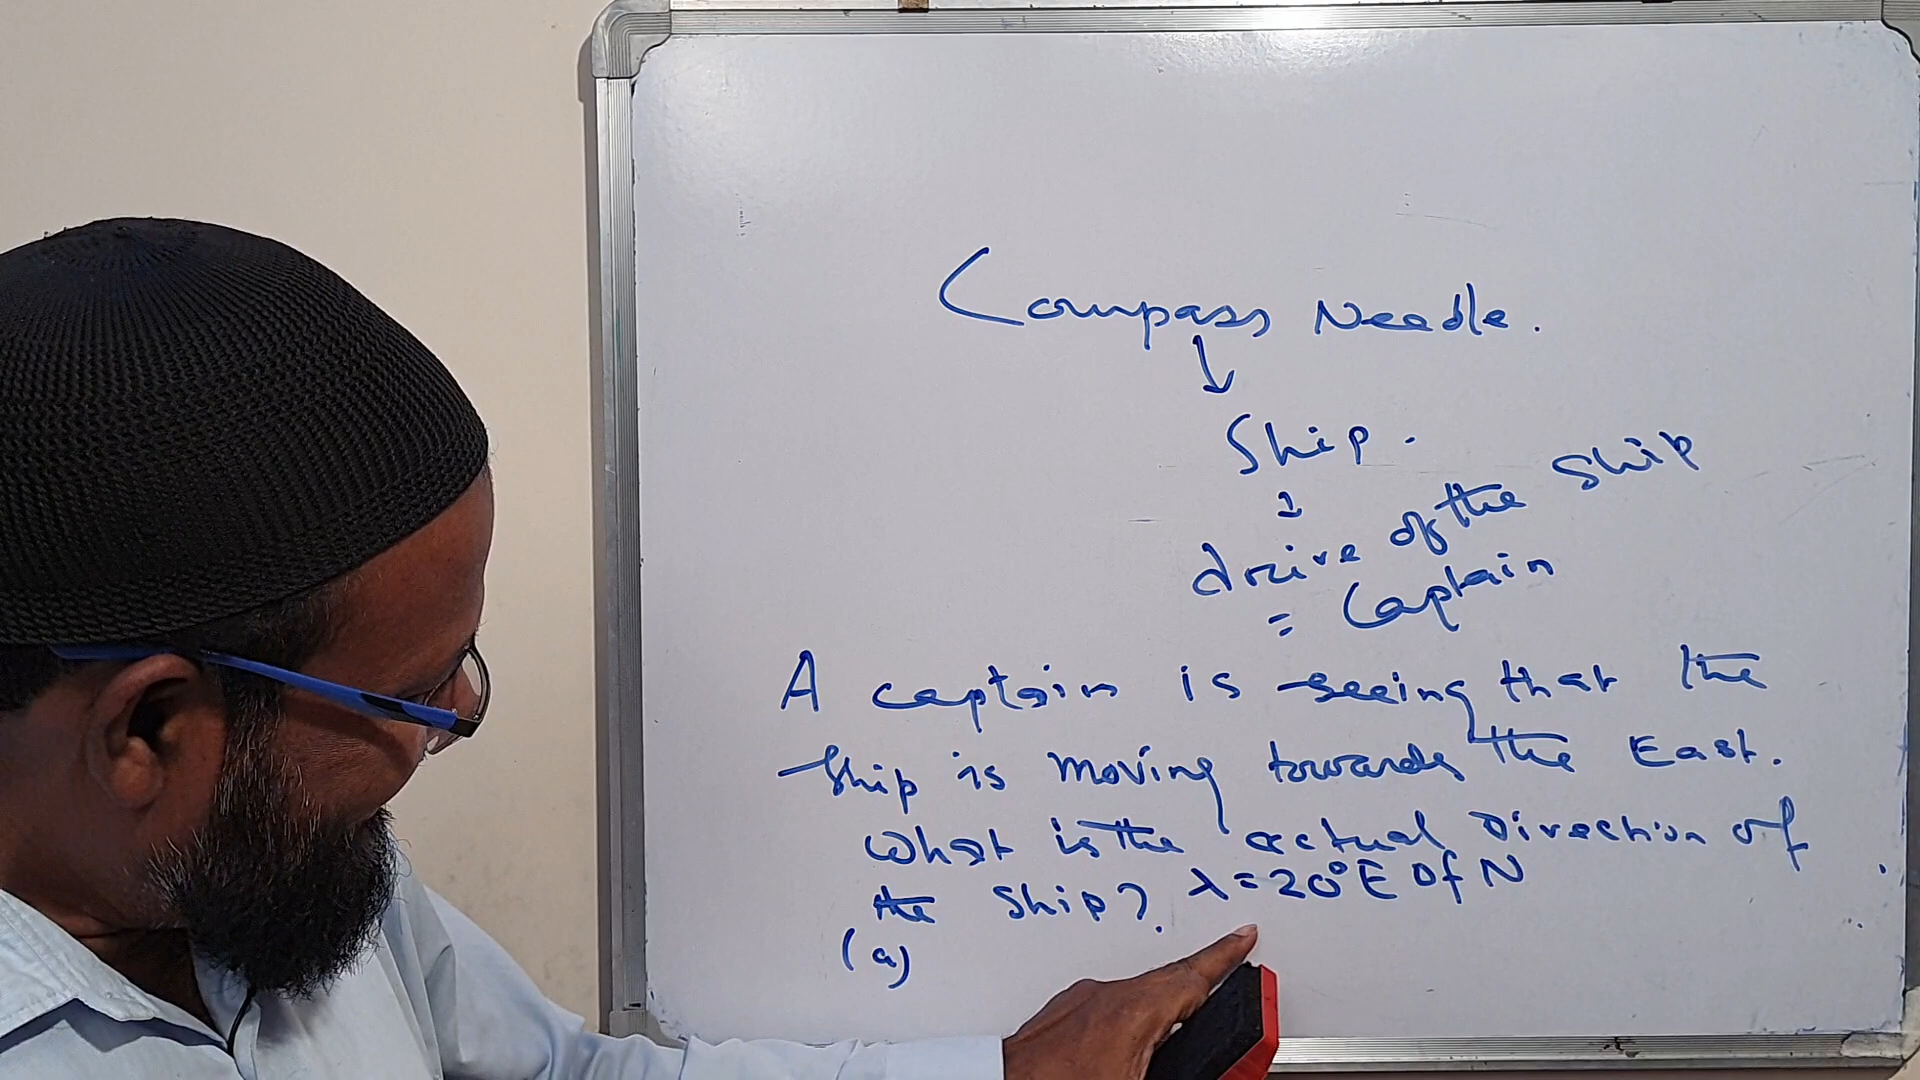 Compass Needle.
↓
Ship.
↓
drive of the ship
= Captain
A captain is seeing that the
ship is moving towards the East.
What is the actual Direction of
the ship? λ=20°E Of N
(a)